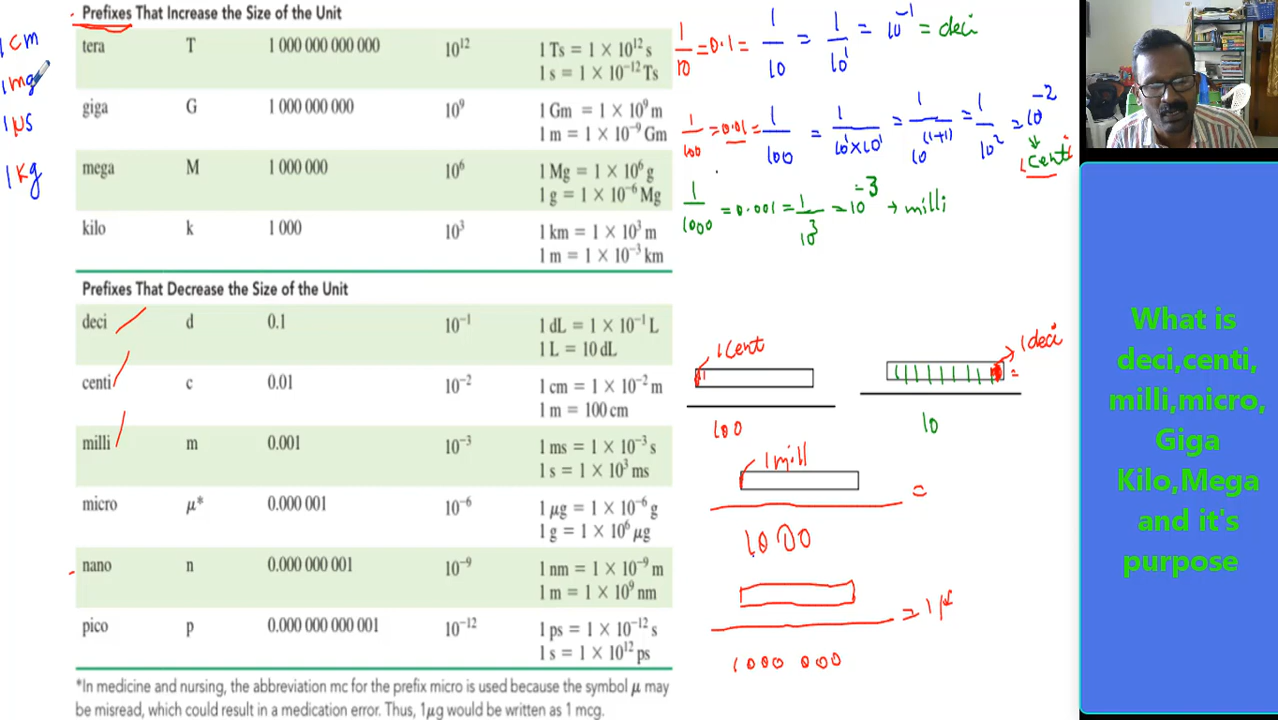 Prefixes That Increase the Size of the Unit
tera T 1 000 000 000 000 10¹² 1 Ts = 1 × 10¹² s
1 s = 1 × 10⁻¹² Ts
giga G 1 000 000 000 10⁹ 1 Gm = 1 × 10⁹ m
1 m = 1 × 10⁻⁹ Gm
mega M 1 000 000 10⁶ 1 Mg = 1 × 10⁶ g
1 g = 1 × 10⁻⁶ Mg
kilo k 1 000 10³ 1 km = 1 × 10³ m
1 m = 1 × 10⁻³ km
Prefixes That Decrease the Size of the Unit
deci d 0.1 10⁻¹ 1 dL = 1 × 10⁻¹ L
1 L = 10 dL
centi c 0.01 10⁻² 1 cm = 1 × 10⁻² m
1 m = 100 cm
milli m 0.001 10⁻³ 1 ms = 1 × 10⁻³ s
1 s = 1 × 10³ ms
micro μ* 0.000 001 10⁻⁶ 1 μg = 1 × 10⁻⁶ g
1 g = 1 × 10⁶ μg
nano n 0.000 000 001 10⁻⁹ 1 nm = 1 × 10⁻⁹ m
1 m = 1 × 10⁹ nm
pico p 0.000 000 000 001 10⁻¹² 1 ps = 1 × 10⁻¹² s
1 s = 1 × 10¹² ps
*In medicine and nursing, the abbreviation mc for the prefix micro is used because the symbol μ may
be misread, which could result in a medication error. Thus, 1μg would be written as 1 mcg.
1 cm
1 mg
1 μs
1 kg
1/10 = 0.1 = 1/10 = 1/10¹ = 10⁻¹ = deci
1/100 = 0.01 = 1/100 = 1/10¹×10¹ = 1/10⁽¹⁺¹⁾ = 1/10² = 10⁻²
1 centi
1/1000 = 0.001 = 1/10³ = 10⁻³ → milli
1 cent
100
1 deci
=
10
1 mill
=
1000
= 1 μ
1000 000
What is
deci,centi,
milli,micro,
Giga
Kilo,Mega
and it's
purpose